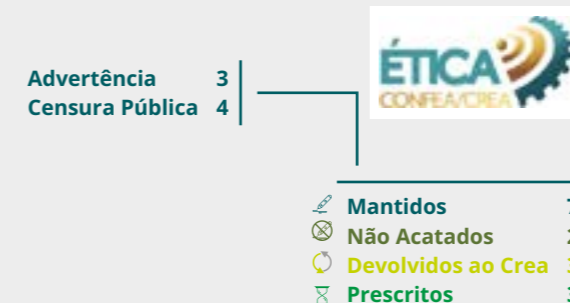 Advertência 3
Censura Pública 4
ÉTICA
CONFEA/CREA
Mantidos
Não Acatados
Devolvidos ao Crea
Prescritos